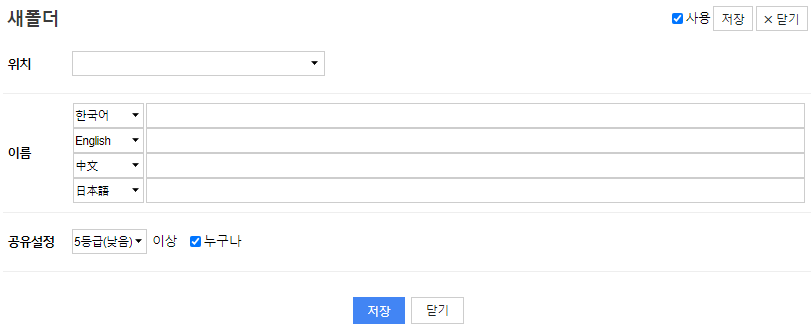 새폴더 사용 저장 × 닫기
위치
한국어
English
이름
中文
日本語
공유설정 5등급(낮음) 이상 누구나
저장 닫기